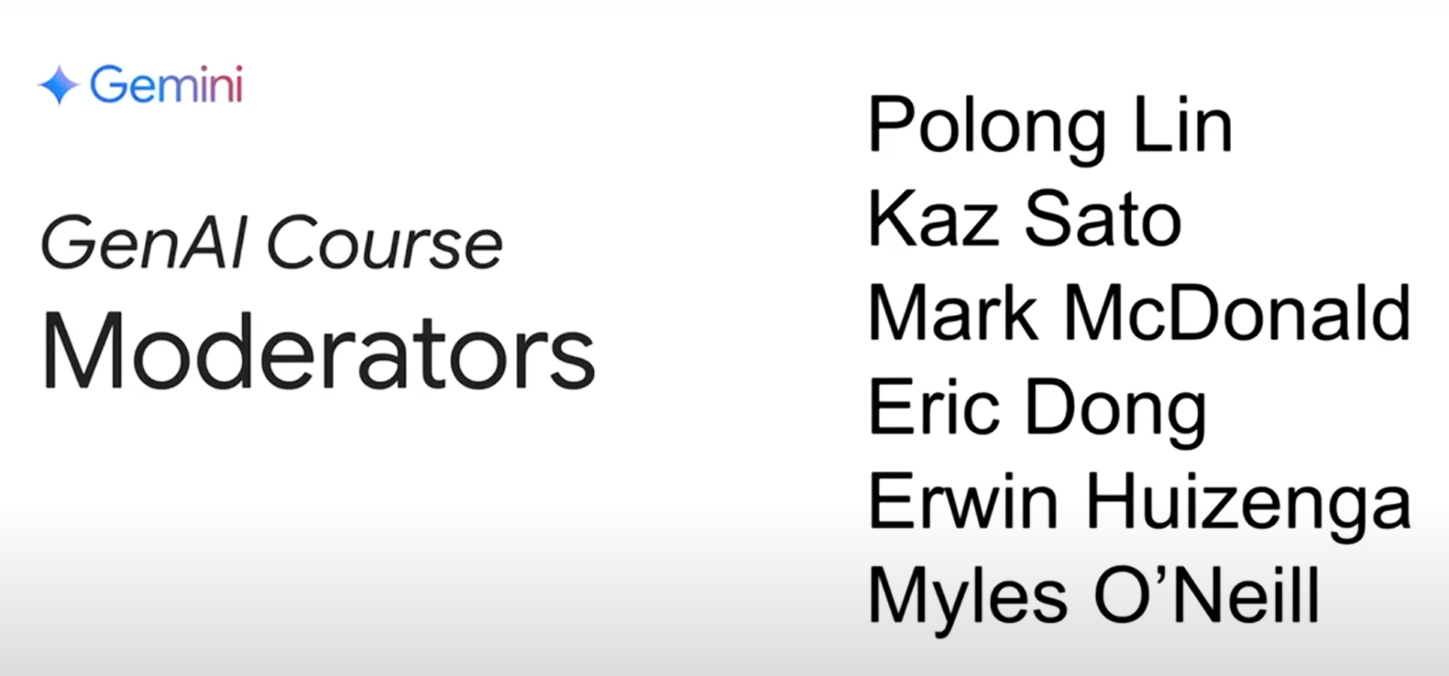 Gemini
GenAI Course
Moderators
Polong Lin
Kaz Sato
Mark McDonald
Eric Dong
Erwin Huizenga
Myles O’Neill